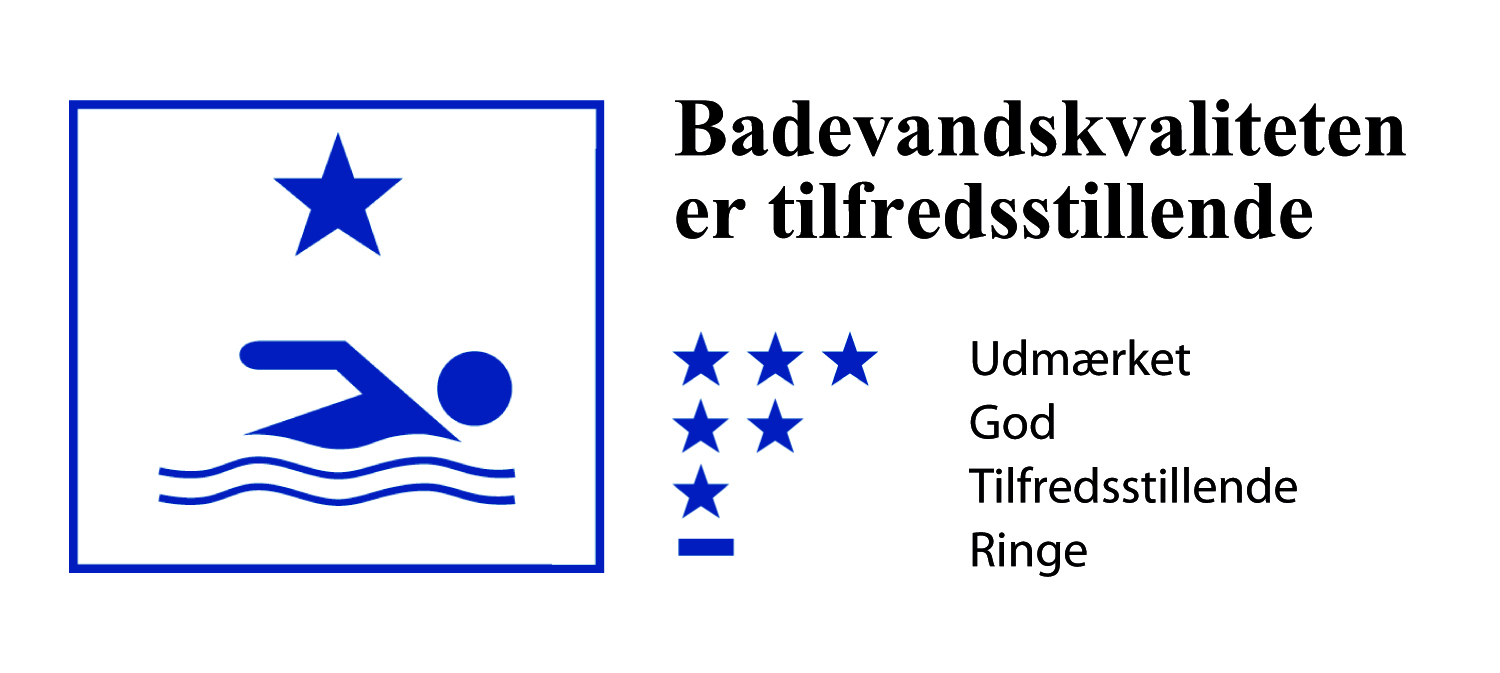 Badevandskvaliteten
er tilfredsstillende
Udmærket
God
Tilfredsstillende
Ringe